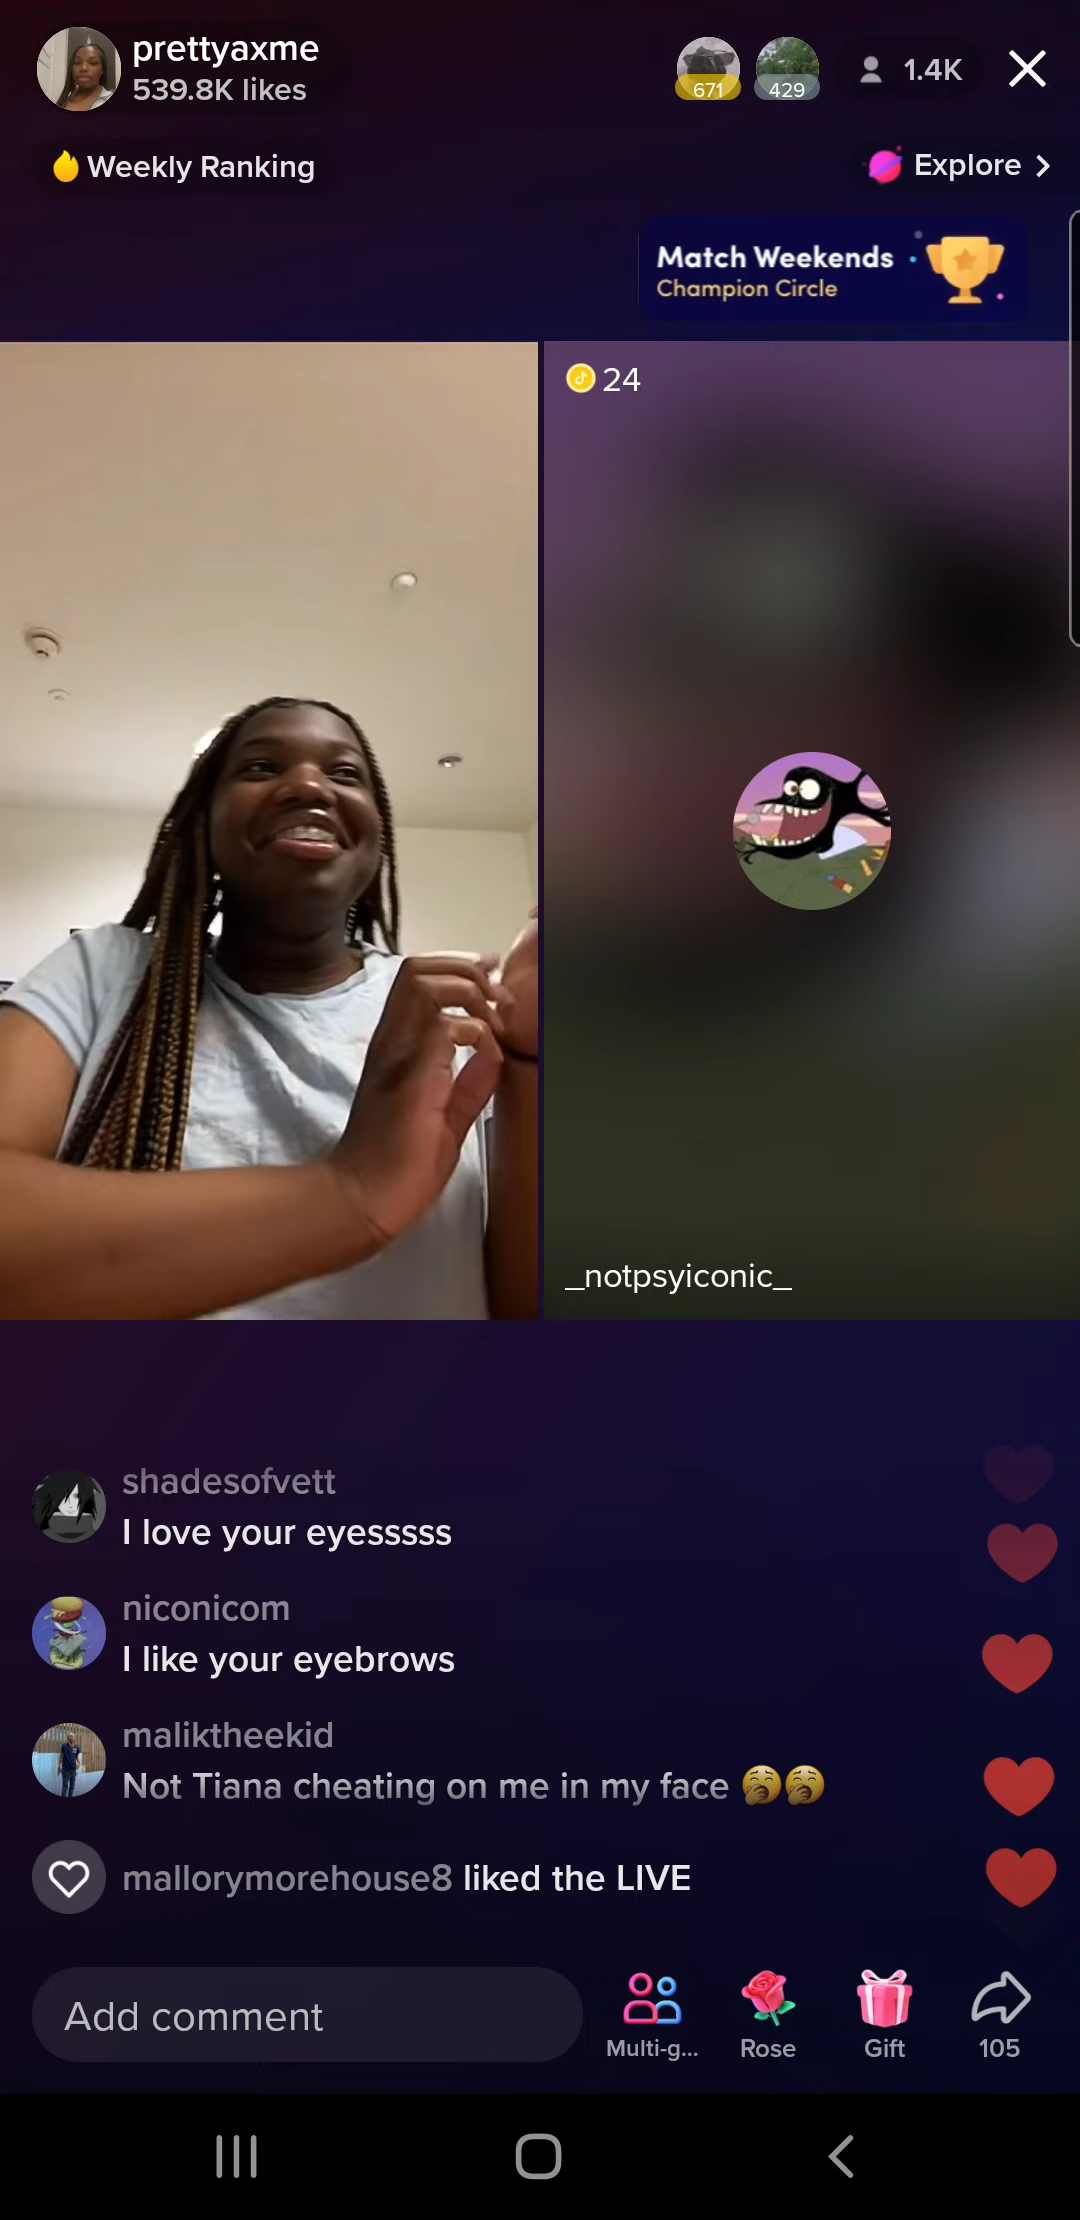 prettyaxme
539.8K likes
671
429
1.4K
Weekly Ranking
Explore
Match Weekends
Champion Circle
24
_notpsyiconic_
shadesofvett
I love your eyesssss
niconicom
I like your eyebrows
maliktheekid
Not Tiana cheating on me in my face 🥱🥱
mallorymorehouse8 liked the LIVE
Add comment
Multi-g...
Rose
Gift
105